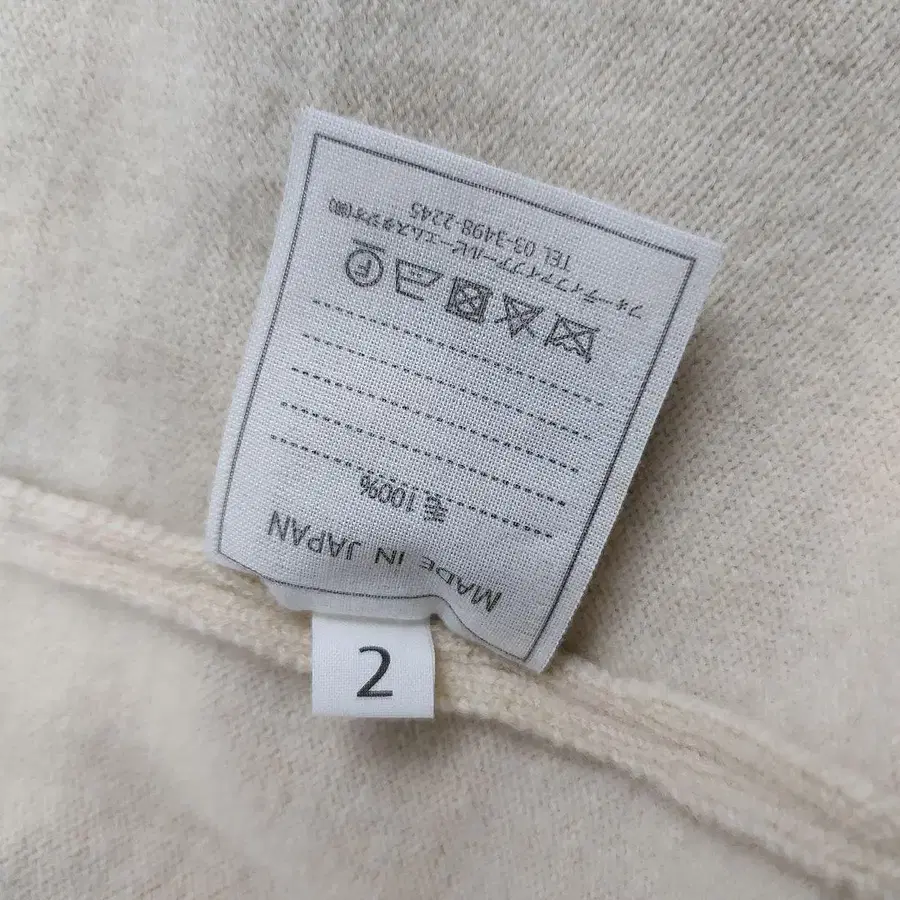 MADE IN JAPAN
毛 100%
F
フォーティファイブアールピーエムスタジオ(株)
TEL 03-3498-2245
2